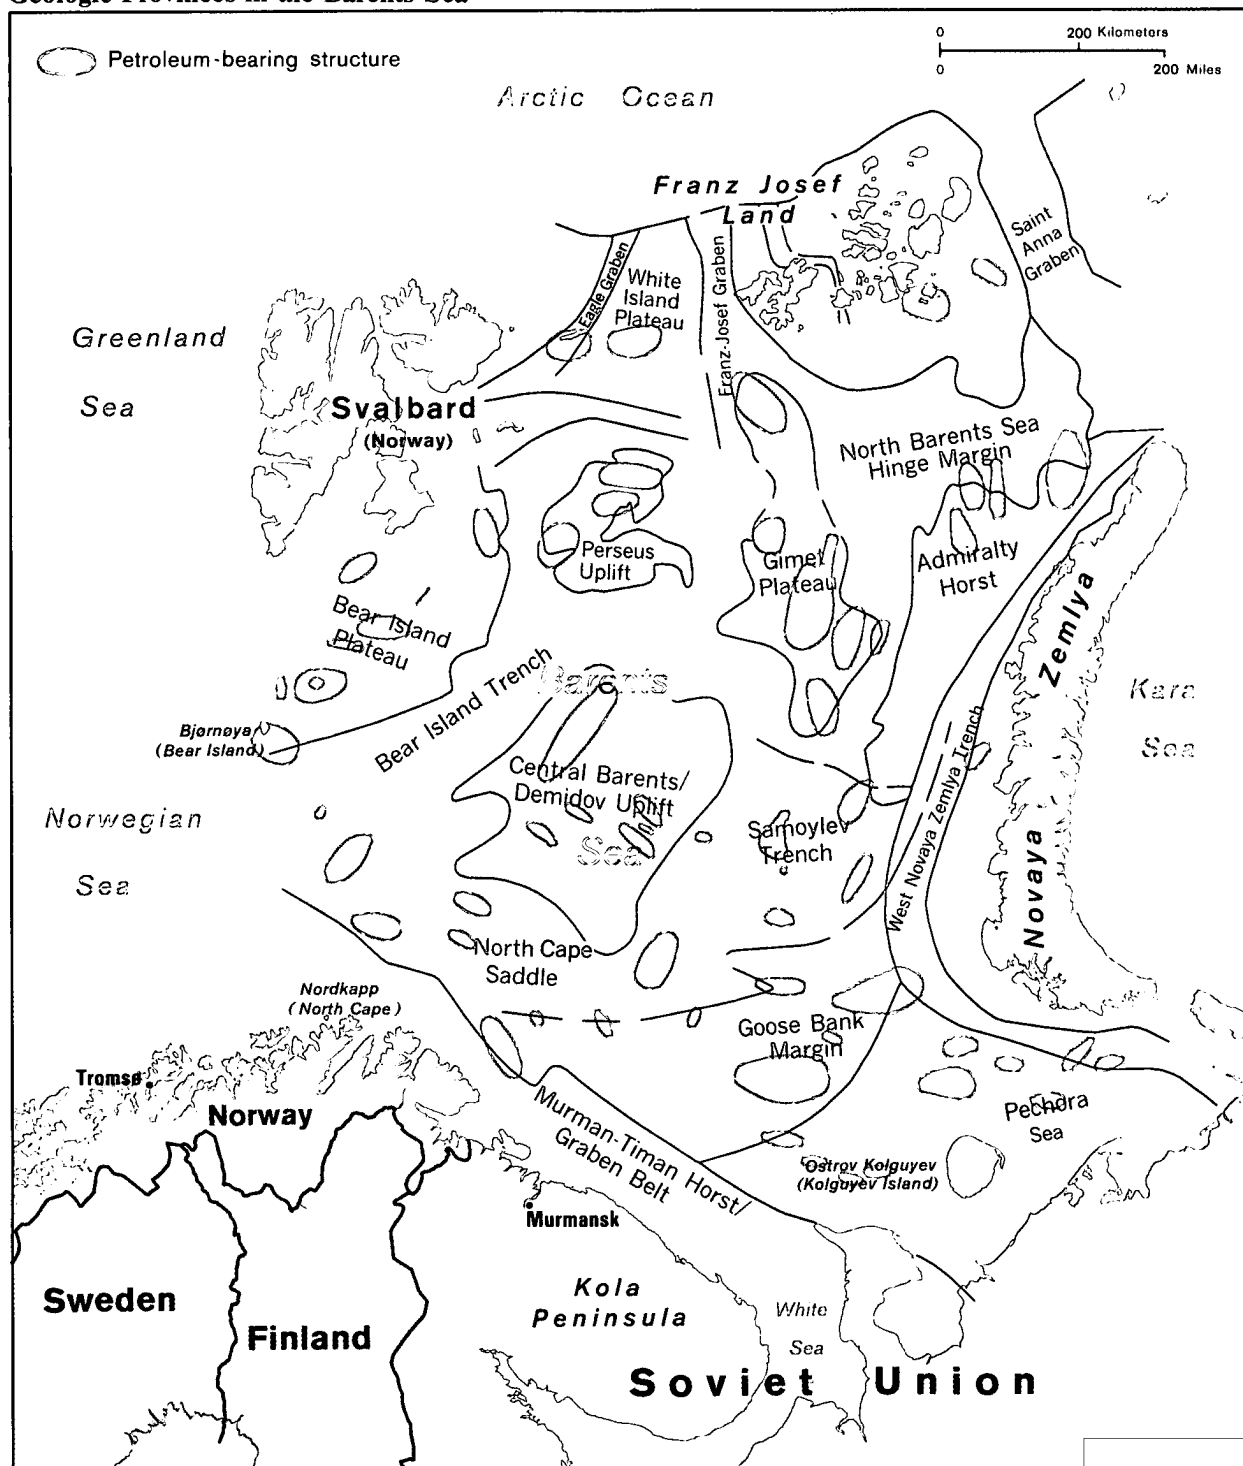 Geologic Provinces in the Barents Sea
0 200 Kilometers
0 200 Miles
Petroleum-bearing structure
Arctic Ocean
Franz Josef
Land
Saint
Anna
Graben
Eagle Graben
White
Island
Plateau
Franz-Josef Graben
Greenland
Sea
Svalbard
(Norway)
North Barents Sea
Hinge Margin
Perseus
Uplift
Gimet
Plateau
Admiralty
Horst
Bear Island
Plateau
Novaya Zemlya
Kara
Sea
Bear Island Trench
Barents
Sea
Bjørnøya
(Bear Island)
Central Barents/
Demidov Uplift
West Novaya Zemlya Trench
Norwegian
Sea
Samoylev
Trench
North Cape
Saddle
Nordkapp
(North Cape)
Goose Bank
Margin
Tromsø
Norway
Murman-Timan Horst/
Graben Belt
Pechora
Sea
Ostrov Kolguyev
(Kolguyev Island)
Murmansk
Sweden
Finland
Kola
Peninsula
White
Sea
Soviet Union